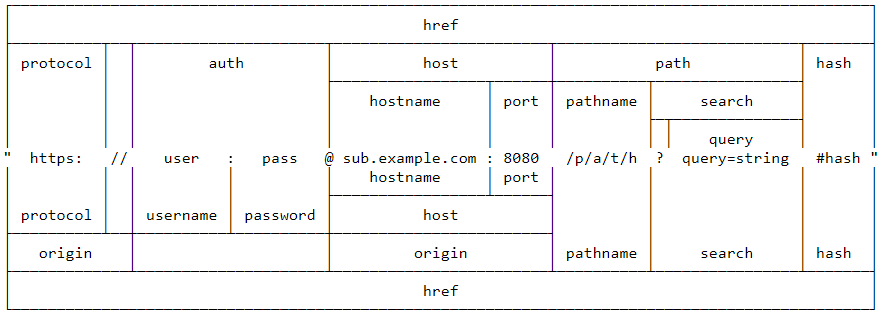 href
protocol auth host path hash
hostname port pathname search
query
" https: // user : pass @ sub.example.com : 8080 /p/a/t/h ? query=string #hash "
hostname port
protocol username password host
origin origin pathname search hash
href